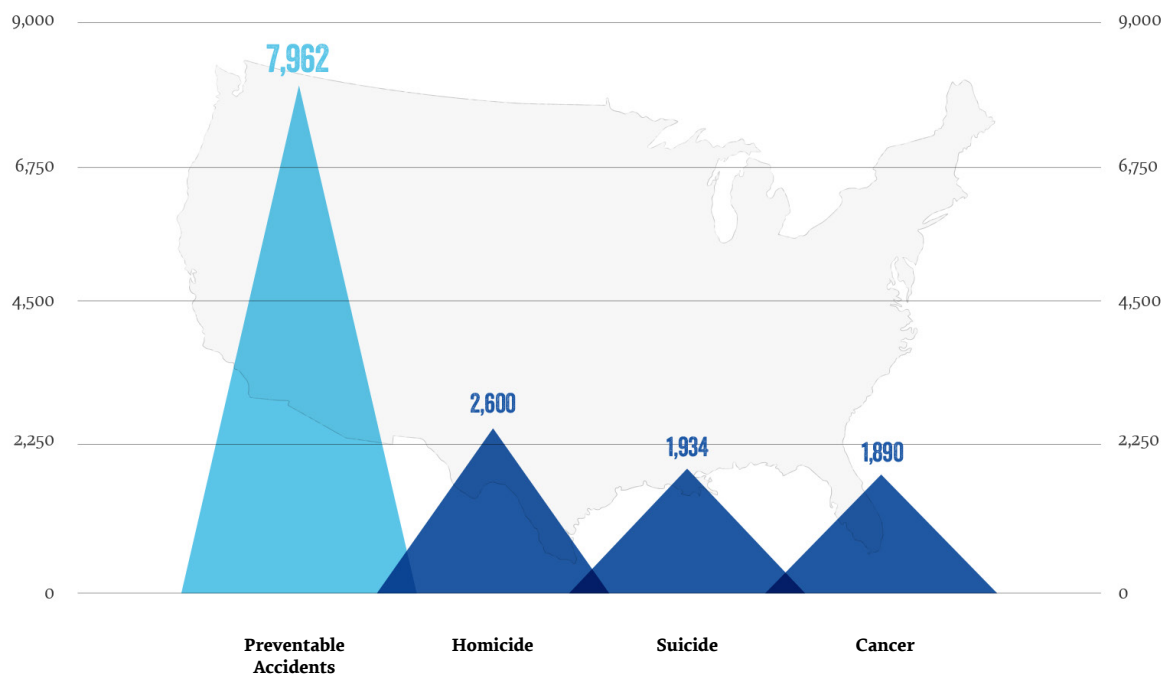 9,000
9,000
7,962
6,750
6,750
4,500
4,500
2,600
2,250
1,934
1,890
2,250
0
0
Preventable
Accidents
Homicide
Suicide
Cancer